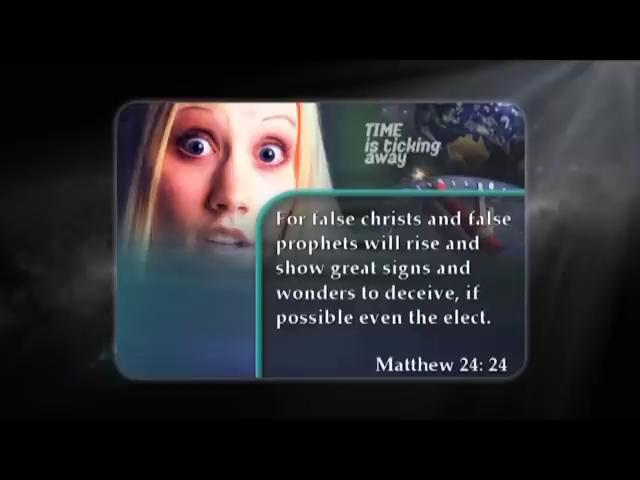 TIME
is ticking
away
For false christs and false
prophets will rise and
show great signs and
wonders to deceive, if
possible even the elect.
Matthew 24: 24